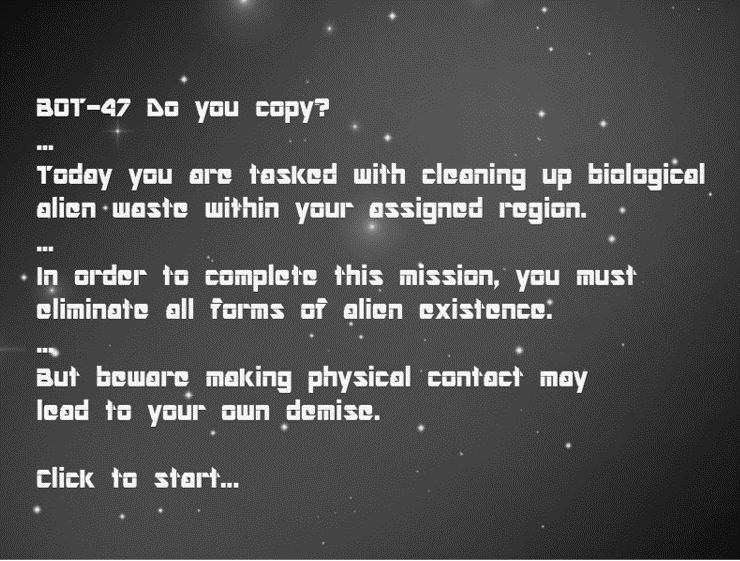 BOT-47 Do you copy?
...
Today you are tasked with cleaning up biological
alien waste within your assigned region.
...
In order to complete this mission, you must
eliminate all forms of alien existence.
...
But beware making physical contact may
lead to your own demise.
Click to start...